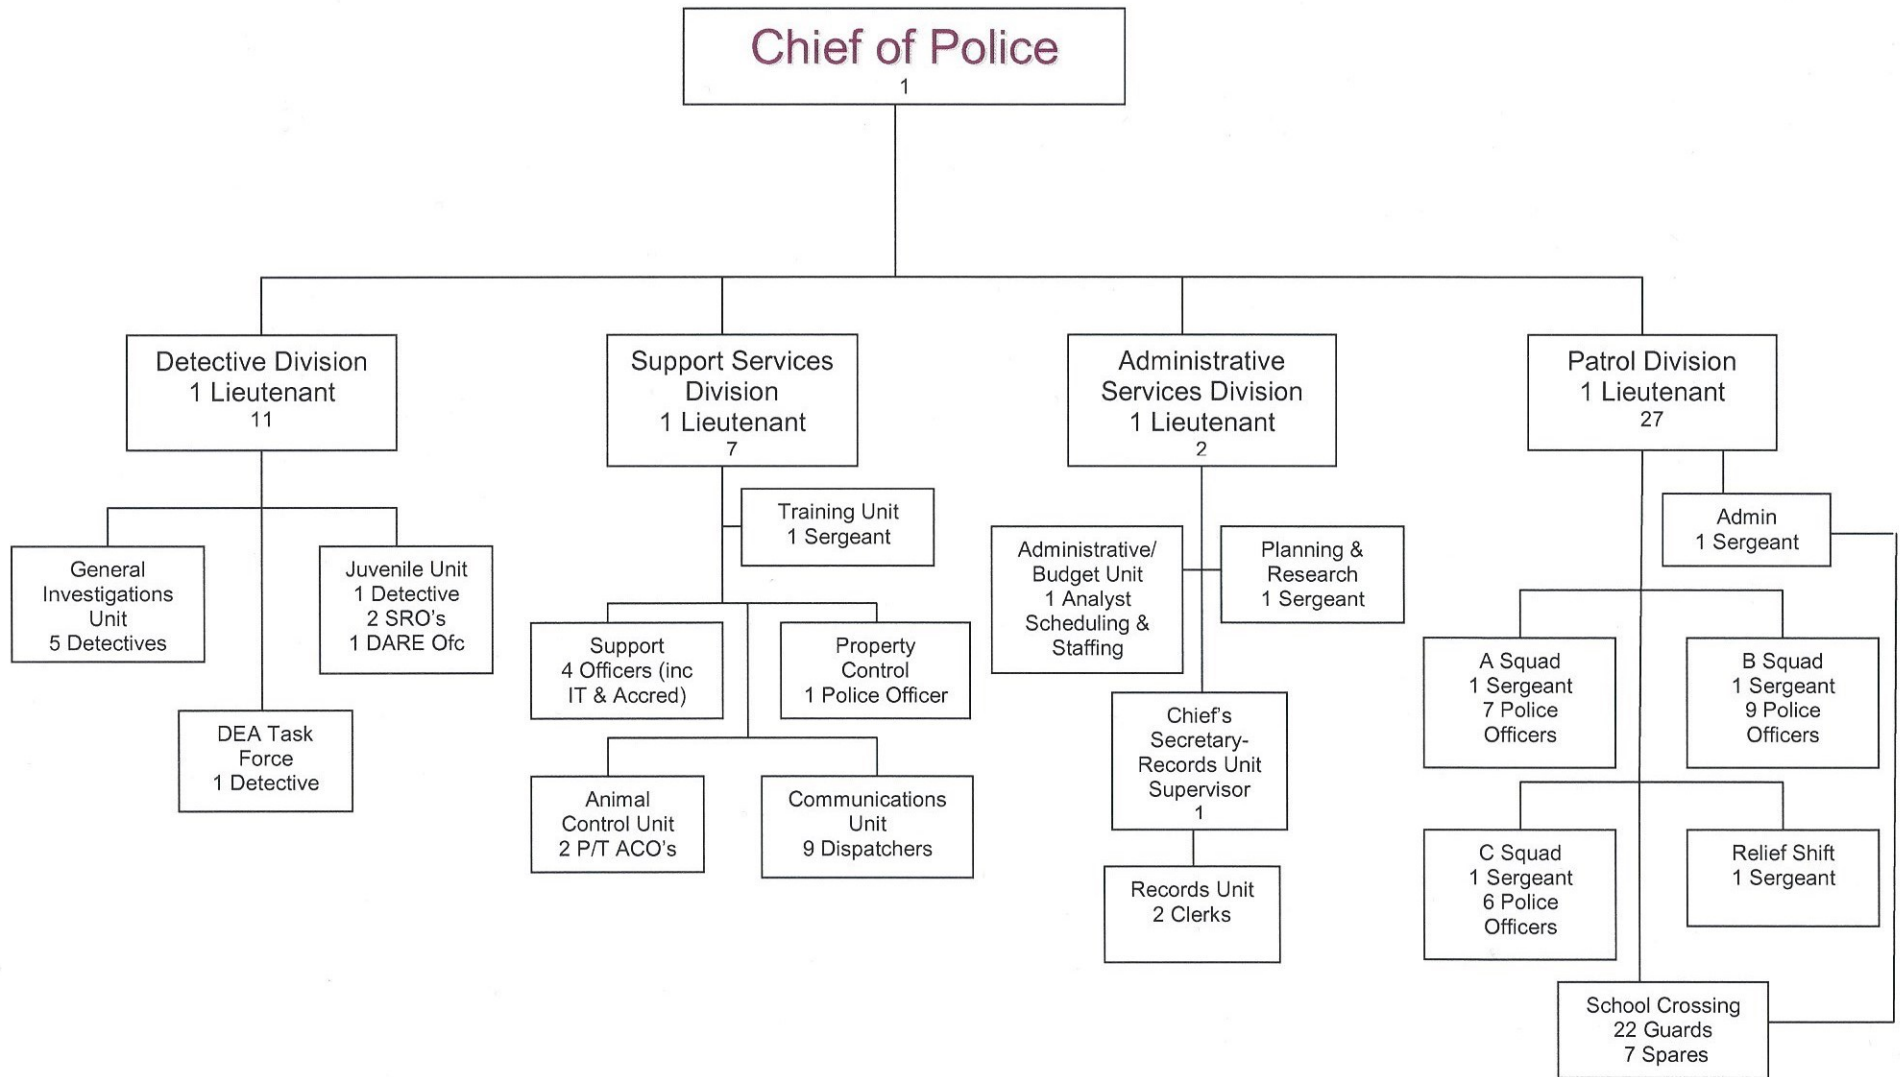 Chief of Police
1
Detective Division
1 Lieutenant
11
Support Services
Division
1 Lieutenant
7
Administrative
Services Division
1 Lieutenant
2
Patrol Division
1 Lieutenant
27
General
Investigations
Unit
5 Detectives
Juvenile Unit
1 Detective
2 SRO's
1 DARE Ofc
DEA Task
Force
1 Detective
Training Unit
1 Sergeant
Support
4 Officers (inc
IT & Accred)
Property
Control
1 Police Officer
Animal
Control Unit
2 P/T ACO's
Communications
Unit
9 Dispatchers
Administrative/
Budget Unit
1 Analyst
Scheduling &
Staffing
Planning &
Research
1 Sergeant
Chief's
Secretary-
Records Unit
Supervisor
1
Records Unit
2 Clerks
Admin
1 Sergeant
A Squad
1 Sergeant
7 Police
Officers
B Squad
1 Sergeant
9 Police
Officers
C Squad
1 Sergeant
6 Police
Officers
Relief Shift
1 Sergeant
School Crossing
22 Guards
7 Spares